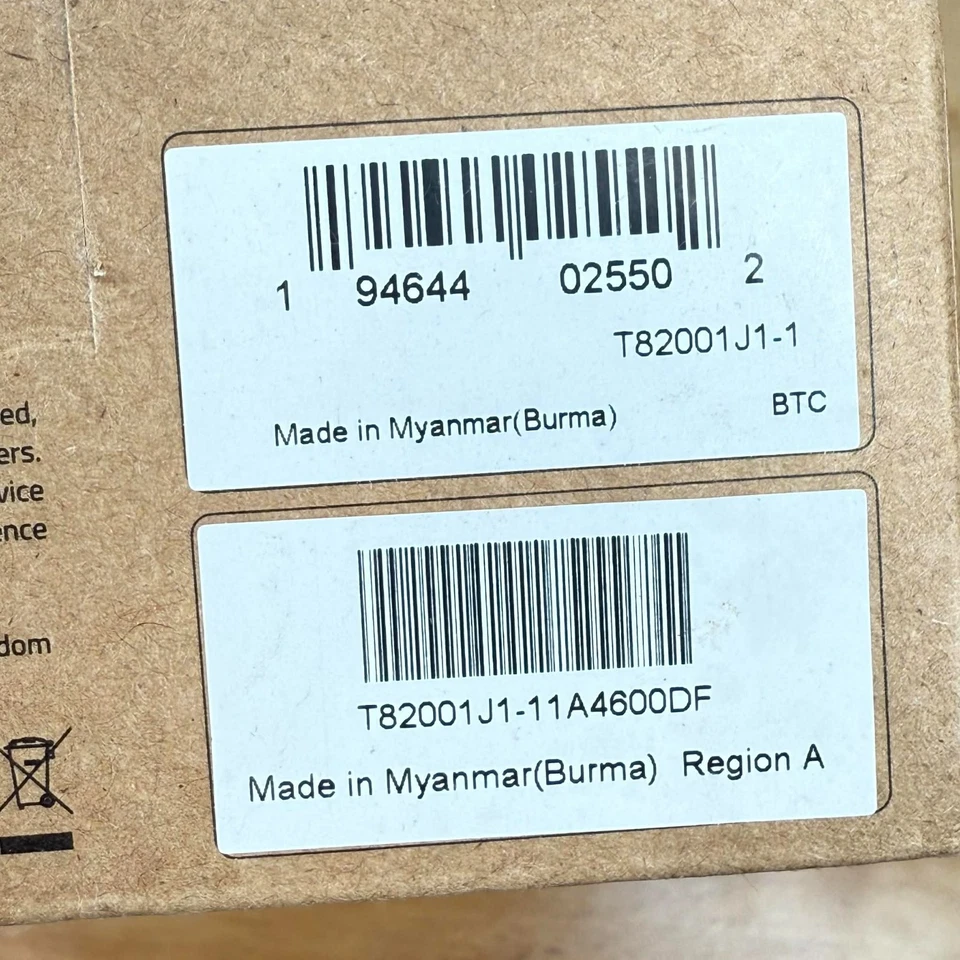 1 94644 02550 2
T82001J1-1
BTC
Made in Myanmar(Burma)
T82001J1-11A4600DF
Made in Myanmar(Burma) Region A
ed,
ers.
vice
ence
dom